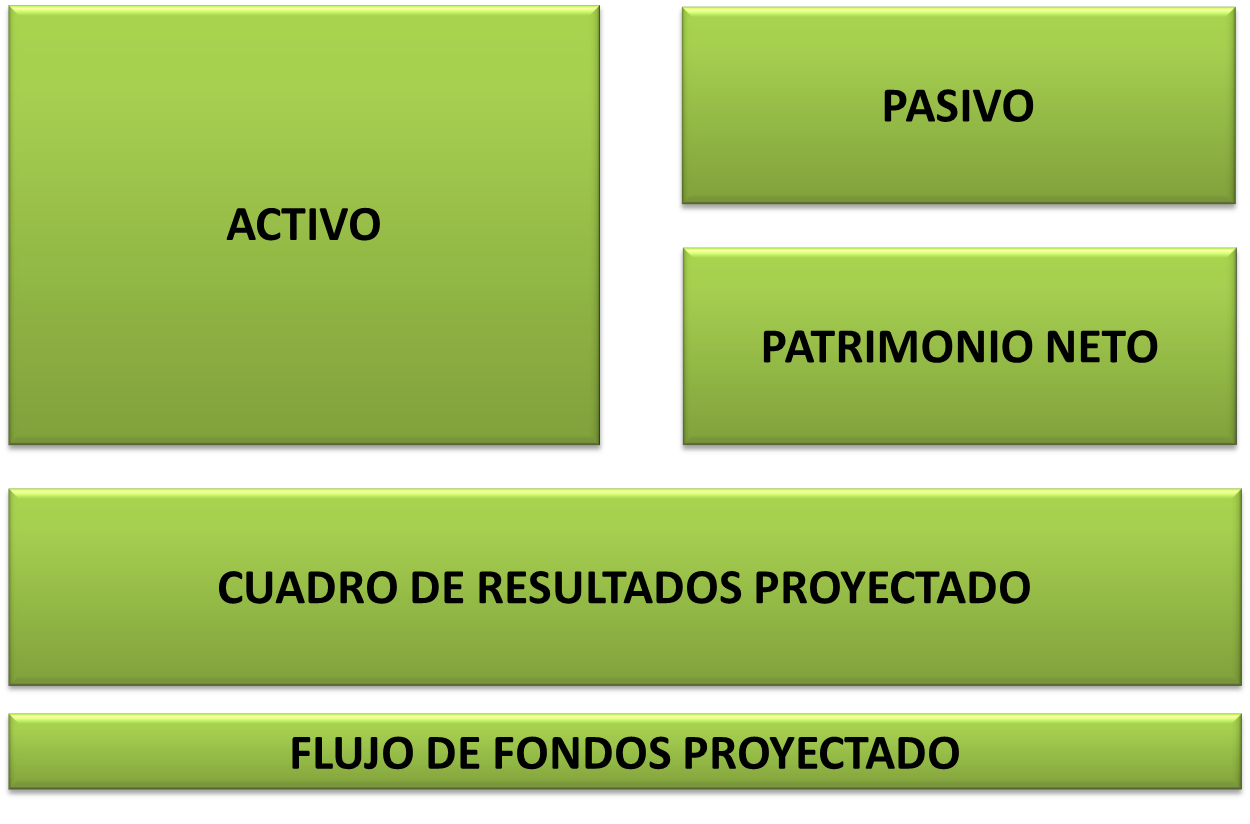 ACTIVO
PASIVO
PATRIMONIO NETO
CUADRO DE RESULTADOS PROYECTADO
FLUJO DE FONDOS PROYECTADO